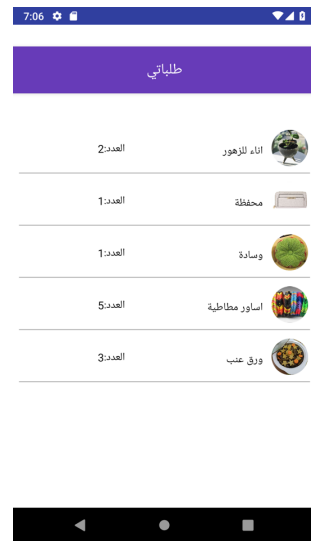 7:06
طلباتي
اناء للزهور العدد:2
محفظة العدد:1
وسادة العدد:1
اساور مطاطية العدد:5
ورق عنب العدد:3